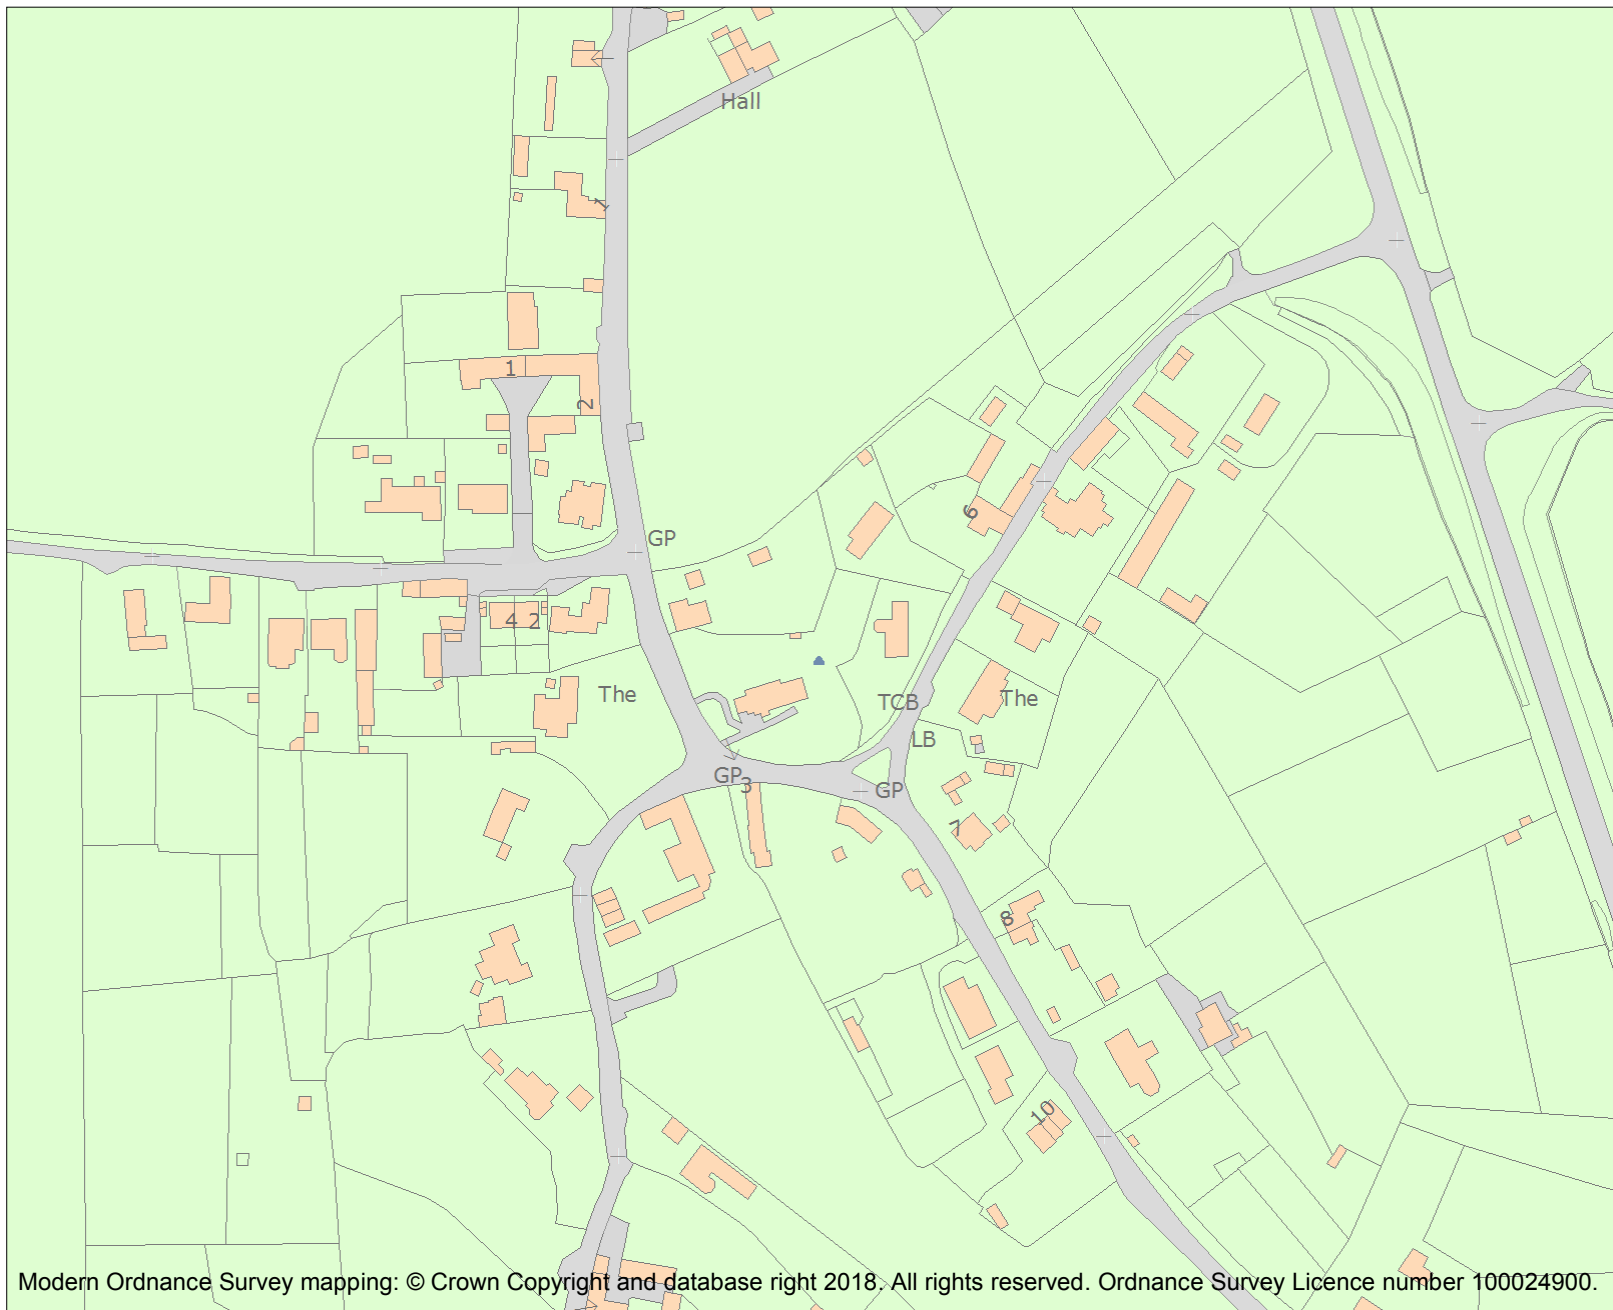 Hall
1
1
2
GP
6
4 2
The
TCB
The
LB
GP
3
GP
7
8
10
Modern Ordnance Survey mapping: © Crown Copyright and database right 2018. All rights reserved. Ordnance Survey Licence number 100024900.